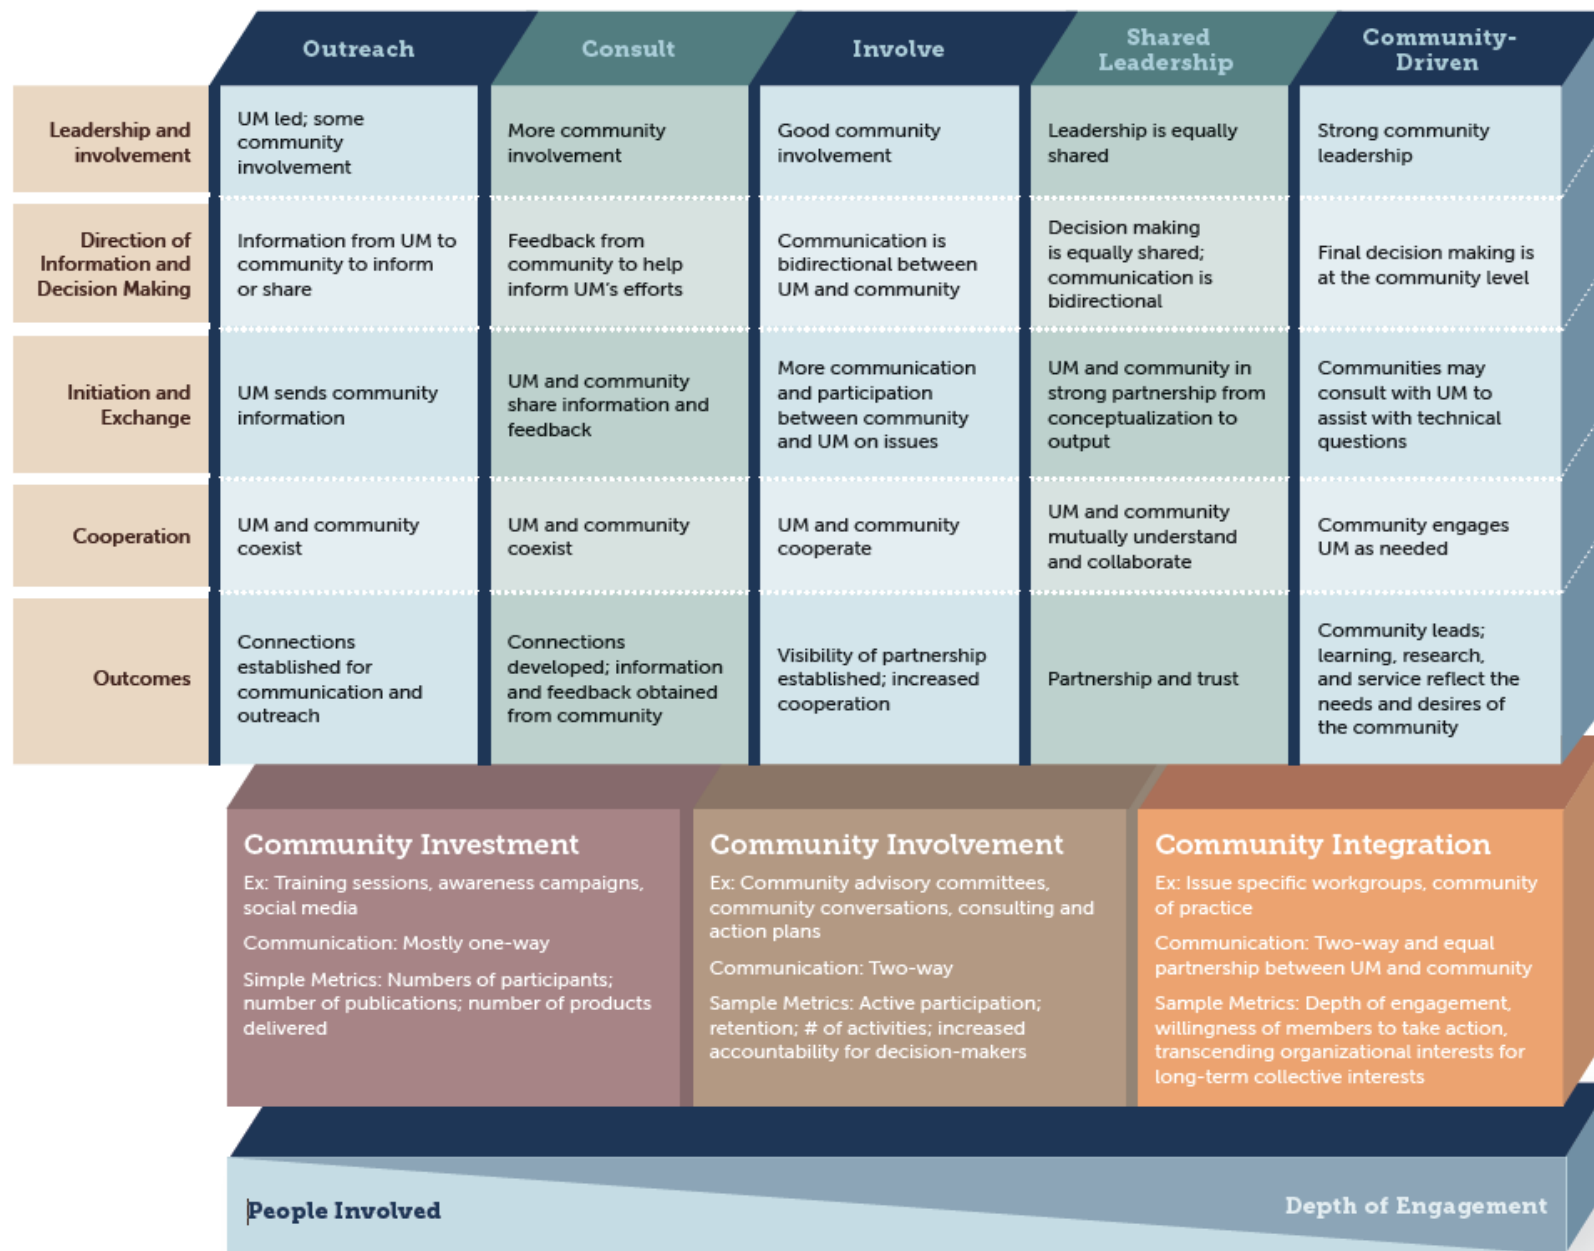 Outreach
Consult
Involve
Shared
Leadership
Community-
Driven
Leadership and
involvement
UM led; some
community
involvement
More community
involvement
Good community
involvement
Leadership is equally
shared
Strong community
leadership
Direction of
Information and
Decision Making
Information from UM to
community to inform
or share
Feedback from
community to help
inform UM's efforts
Communication is
bidirectional between
UM and community
Decision making
is equally shared;
communication is
bidirectional
Final decision making is
at the community level
Initiation and
Exchange
UM sends community
information
UM and community
share information and
feedback
More communication
and participation
between community
and UM on issues
UM and community in
strong partnership from
conceptualization to
output
Communities may
consult with UM to
assist with technical
questions
Cooperation
UM and community
coexist
UM and community
coexist
UM and community
cooperate
UM and community
mutually understand
and collaborate
Community engages
UM as needed
Outcomes
Connections
established for
communication and
outreach
Connections
developed; information
and feedback obtained
from community
Visibility of partnership
established; increased
cooperation
Partnership and trust
Community leads;
learning, research,
and service reflect the
needs and desires of
the community
Community Investment
Ex: Training sessions, awareness campaigns,
social media
Communication: Mostly one-way
Simple Metrics: Numbers of participants;
number of publications; number of products
delivered
Community Involvement
Ex: Community advisory committees,
community conversations, consulting and
action plans
Communication: Two-way
Sample Metrics: Active participation;
retention; # of activities; increased
accountability for decision-makers
Community Integration
Ex: Issue specific workgroups, community
of practice
Communication: Two-way and equal
partnership between UM and community
Sample Metrics: Depth of engagement,
willingness of members to take action,
transcending organizational interests for
long-term collective interests
People Involved
Depth of Engagement